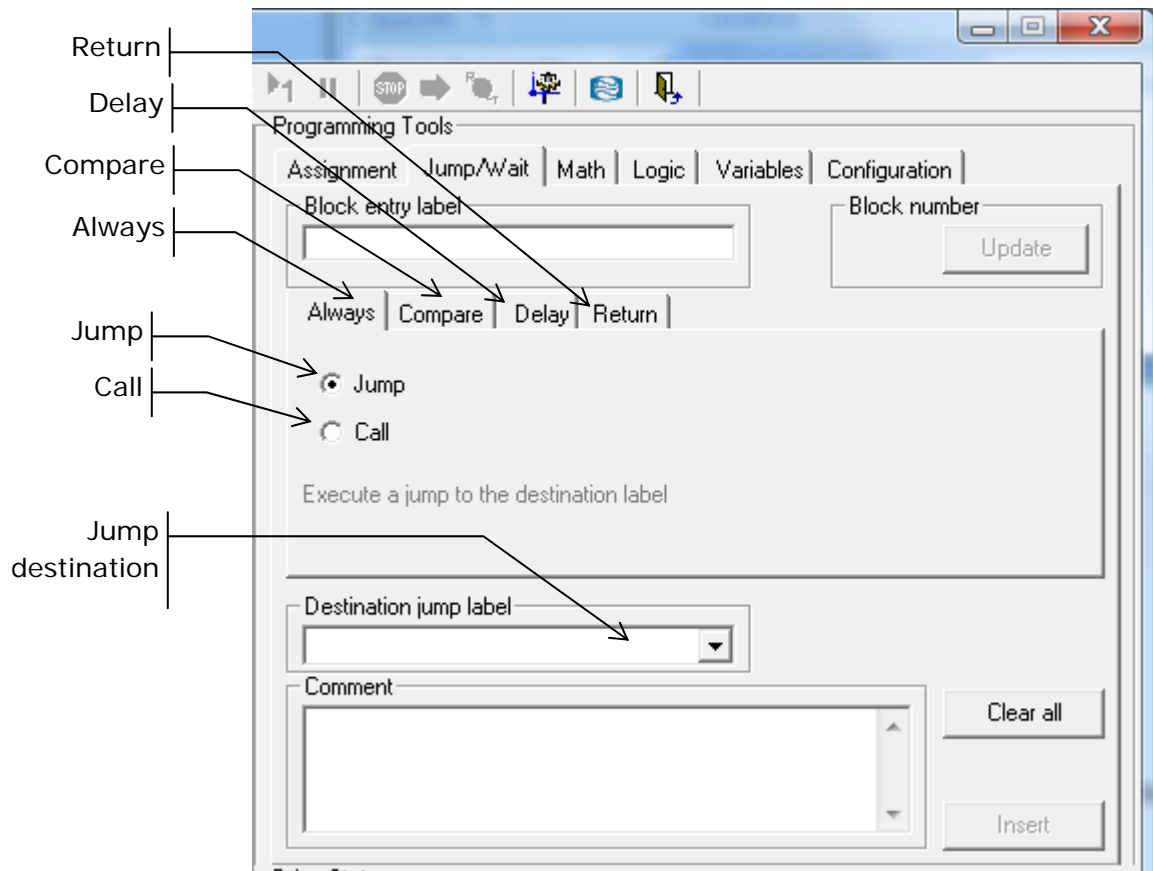 Return
Delay
Compare
Always
Jump
Call
Jump
destination
STOP
Programming Tools
Assignment Jump/Wait Math Logic Variables Configuration
Block entry label
Block number
Update
Always Compare Delay Return
Jump
Call
Execute a jump to the destination label
Destination jump label
Comment
Clear all
Insert